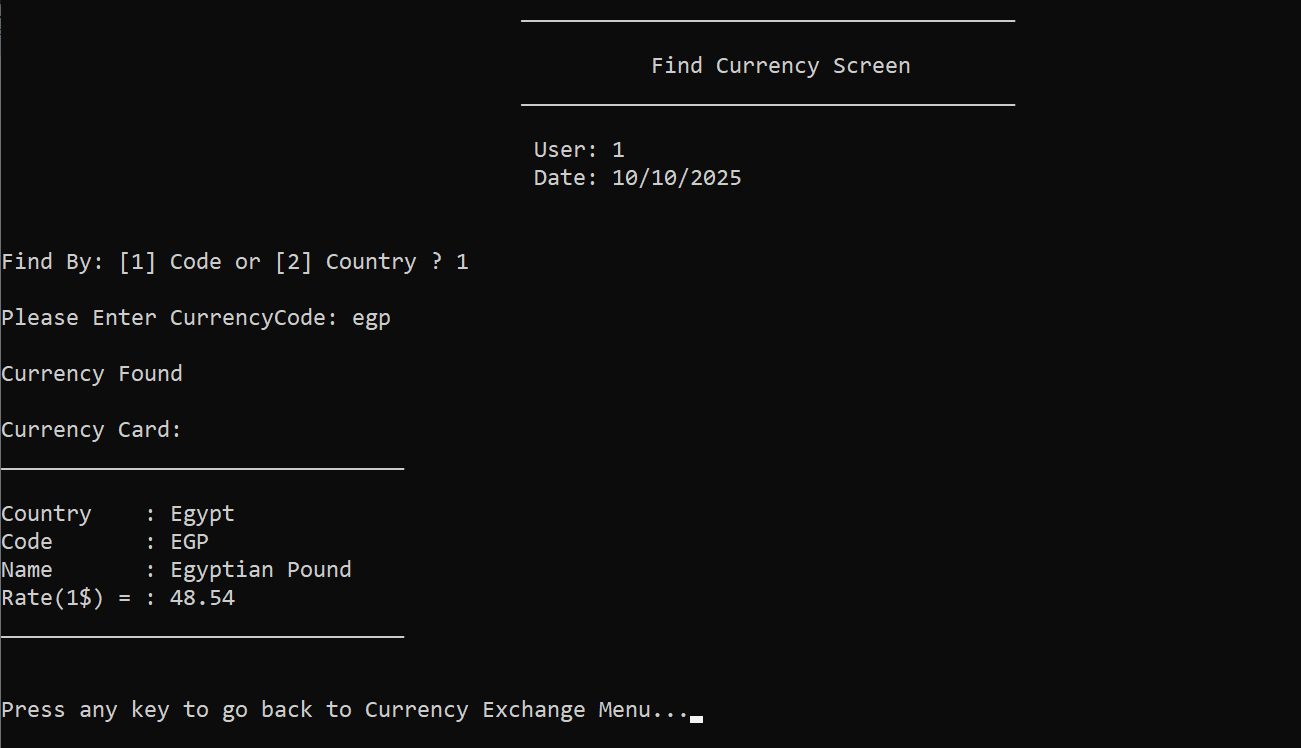 Find Currency Screen
User: 1
Date: 10/10/2025
Find By: [1] Code or [2] Country ? 1
Please Enter CurrencyCode: egp
Currency Found
Currency Card:
Country    : Egypt
Code       : EGP
Name       : Egyptian Pound
Rate(1$) = : 48.54
Press any key to go back to Currency Exchange Menu...